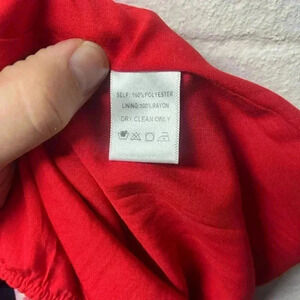 SELF: 100% POLYESTER
LINING: 100% RAYON
DRY CLEAN ONLY